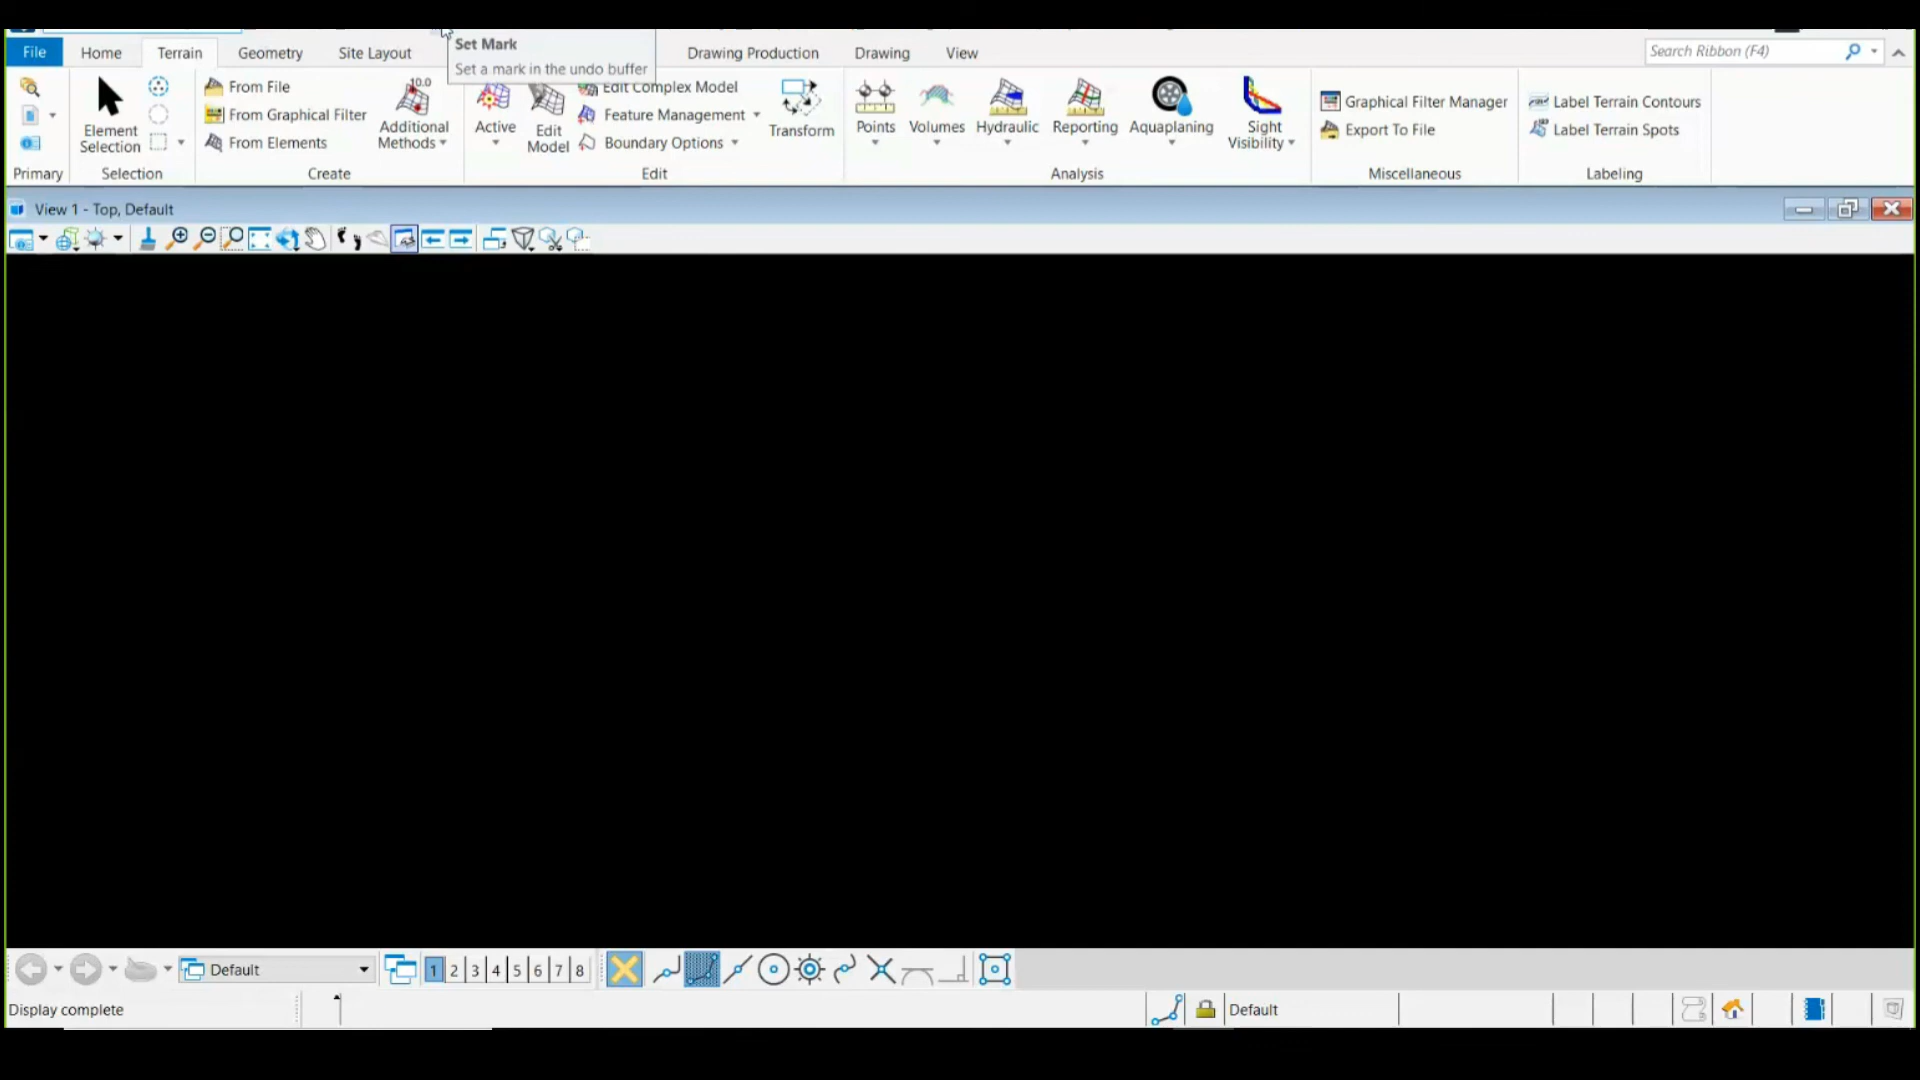 Set Mark
Set a mark in the undo buffer
File
Home
Terrain
Geometry
Site Layout
Drawing Production
Drawing
View
Search Ribbon (F4)
Element Selection
From File
From Graphical Filter
From Elements
10.0
Additional Methods
Active
Edit Model
Edit Complex Model
Feature Management
Boundary Options
Transform
Points
Volumes
Hydraulic
Reporting
Aquaplaning
Sight Visibility
Graphical Filter Manager
Export To File
Label Terrain Contours
Label Terrain Spots
Primary
Selection
Create
Edit
Analysis
Miscellaneous
Labeling
View 1 - Top, Default
Default
1 2 3 4 5 6 7 8
Display complete
Default